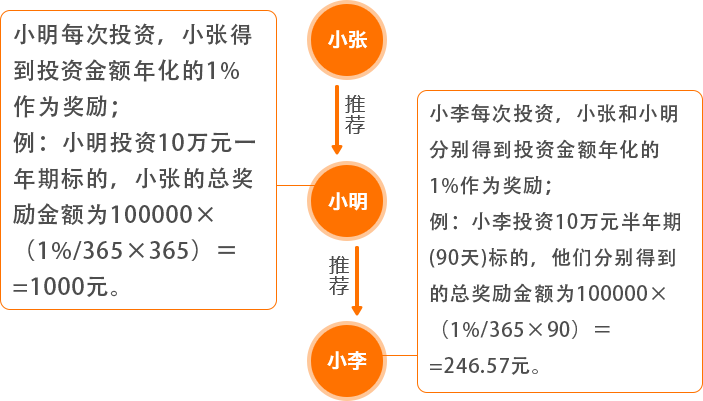 小张
小明每次投资，小张得
到投资金额年化的1%
作为奖励；
例：小明投资10万元一
年期标的，小张的总奖
励金额为100000×
（1%/365×365）＝
=1000元。
推荐
小明
小李每次投资，小张和小明
分别得到投资金额年化的
1%作为奖励；
例：小李投资10万元半年期
(90天)标的，他们分别得到
的总奖励金额为100000×
（1%/365×90）＝
=246.57元。
推荐
小李